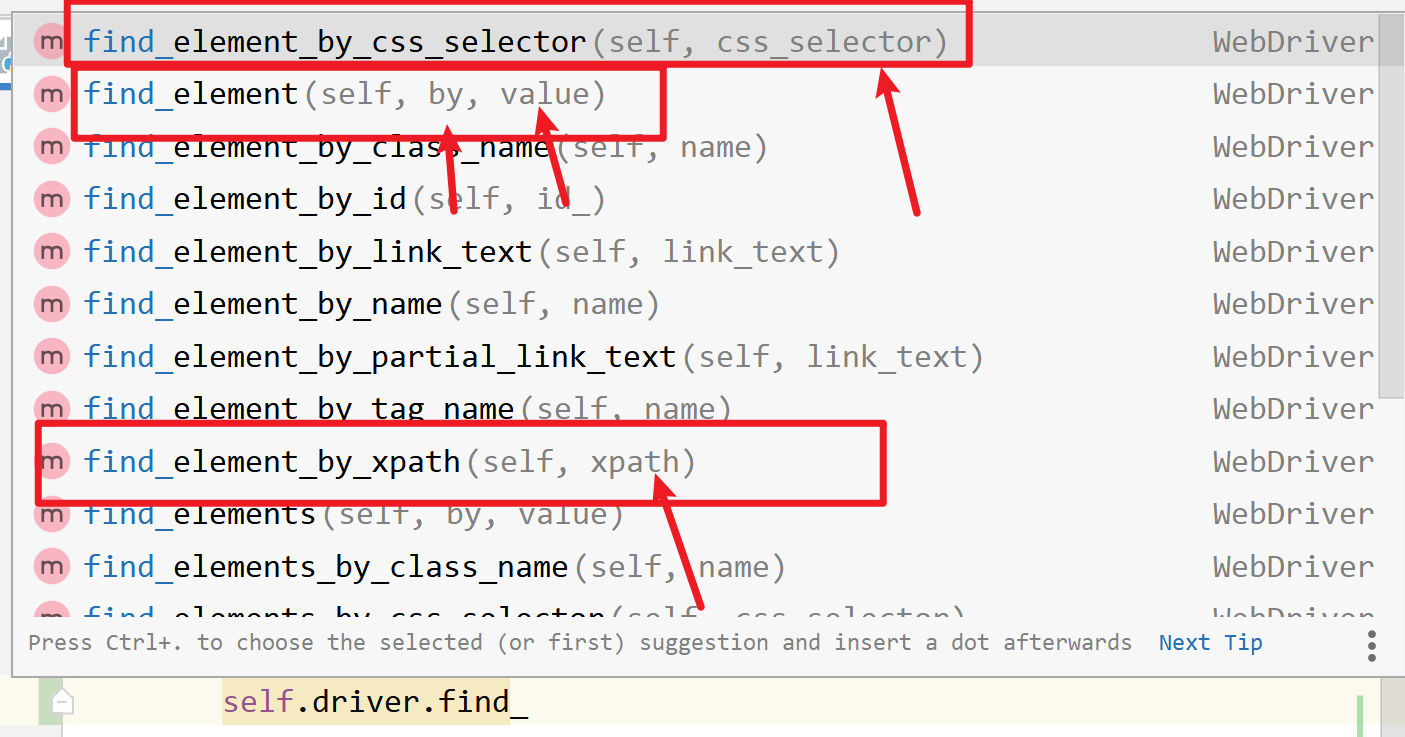 m find_element_by_css_selector(self, css_selector) WebDriver
m find_element(self, by, value) WebDriver
m find_element_by_class_name(self, name) WebDriver
m find_element_by_id(self, id_) WebDriver
m find_element_by_link_text(self, link_text) WebDriver
m find_element_by_name(self, name) WebDriver
m find_element_by_partial_link_text(self, link_text) WebDriver
m find_element_by_tag_name(self, name) WebDriver
m find_element_by_xpath(self, xpath) WebDriver
m find_elements(self, by, value) WebDriver
m find_elements_by_class_name(self, name) WebDriver
m find_elements_by_css_selector(self, css_selector) WebDriver
Press Ctrl+. to choose the selected (or first) suggestion and insert a dot afterwards Next Tip
self.driver.find_